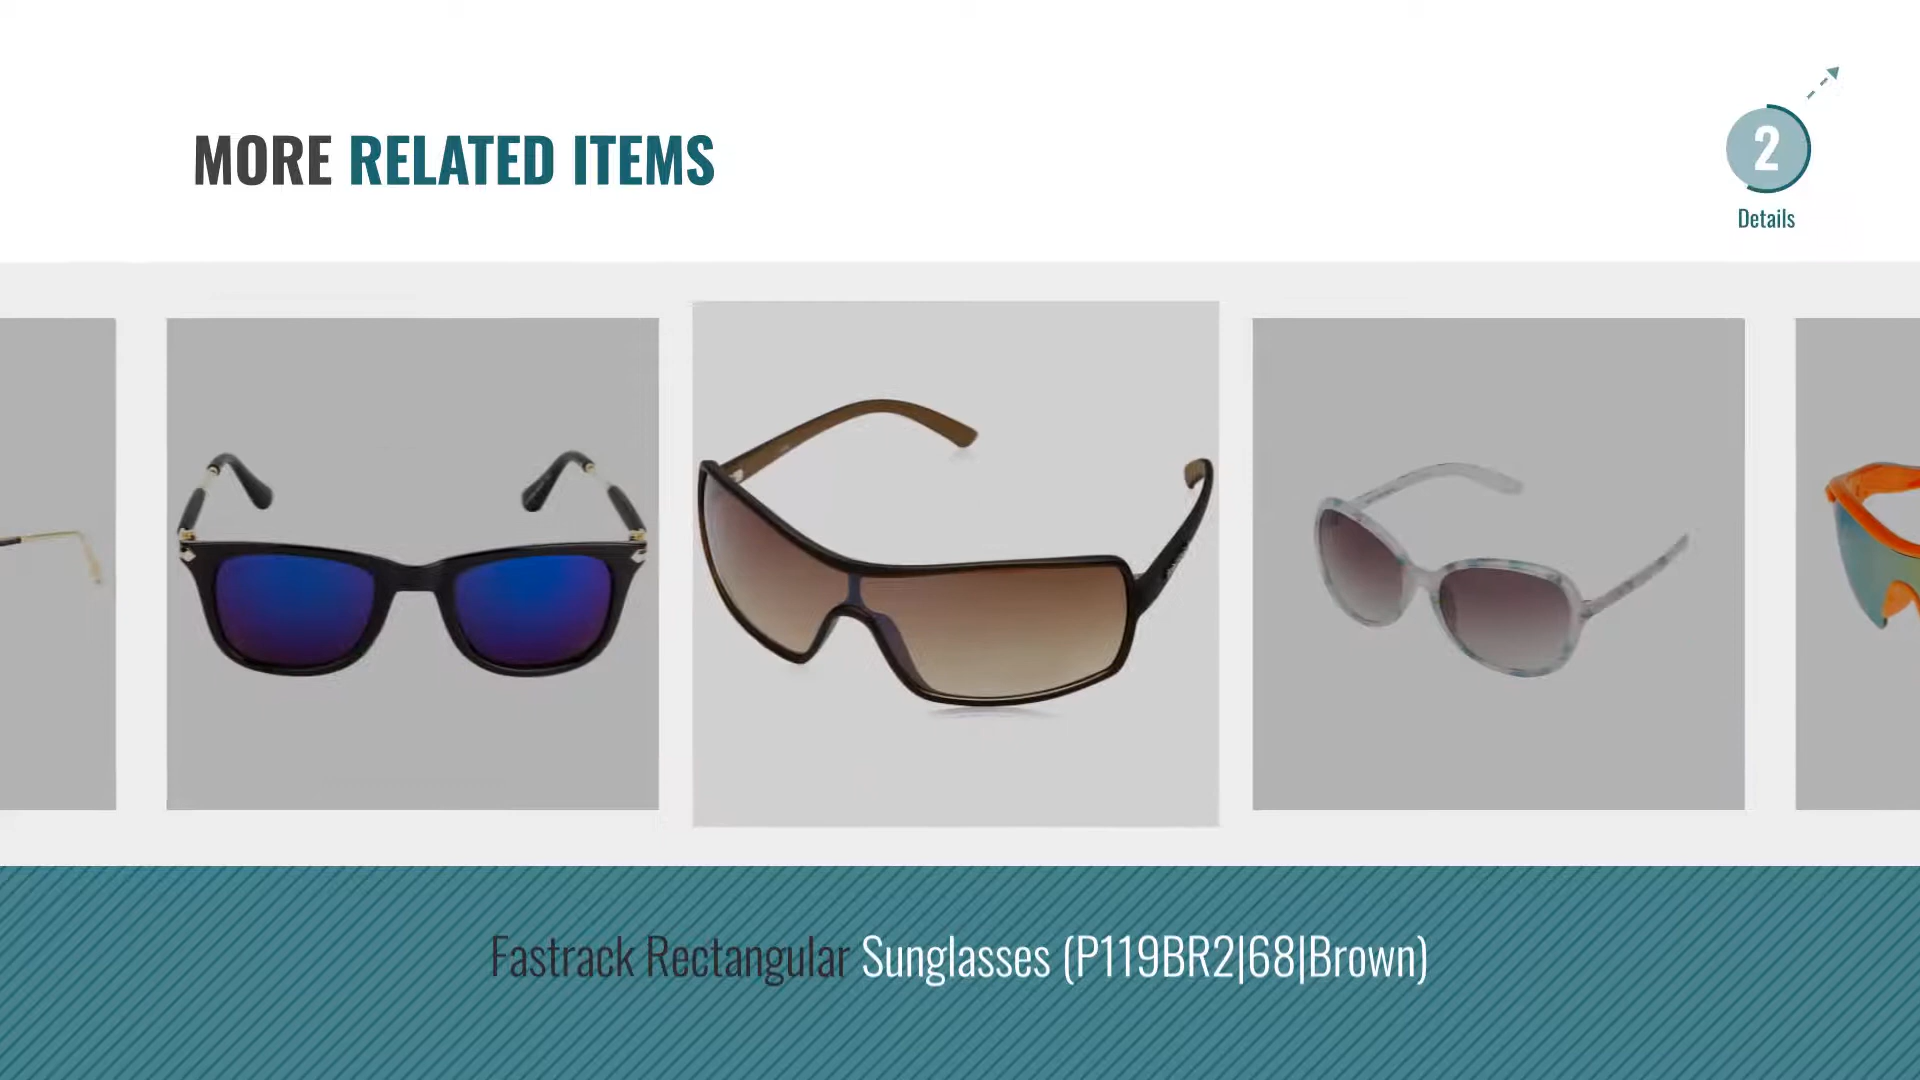 MORE RELATED ITEMS
2
Details
Fastrack Rectangular Sunglasses (P119BR2|68|Brown)